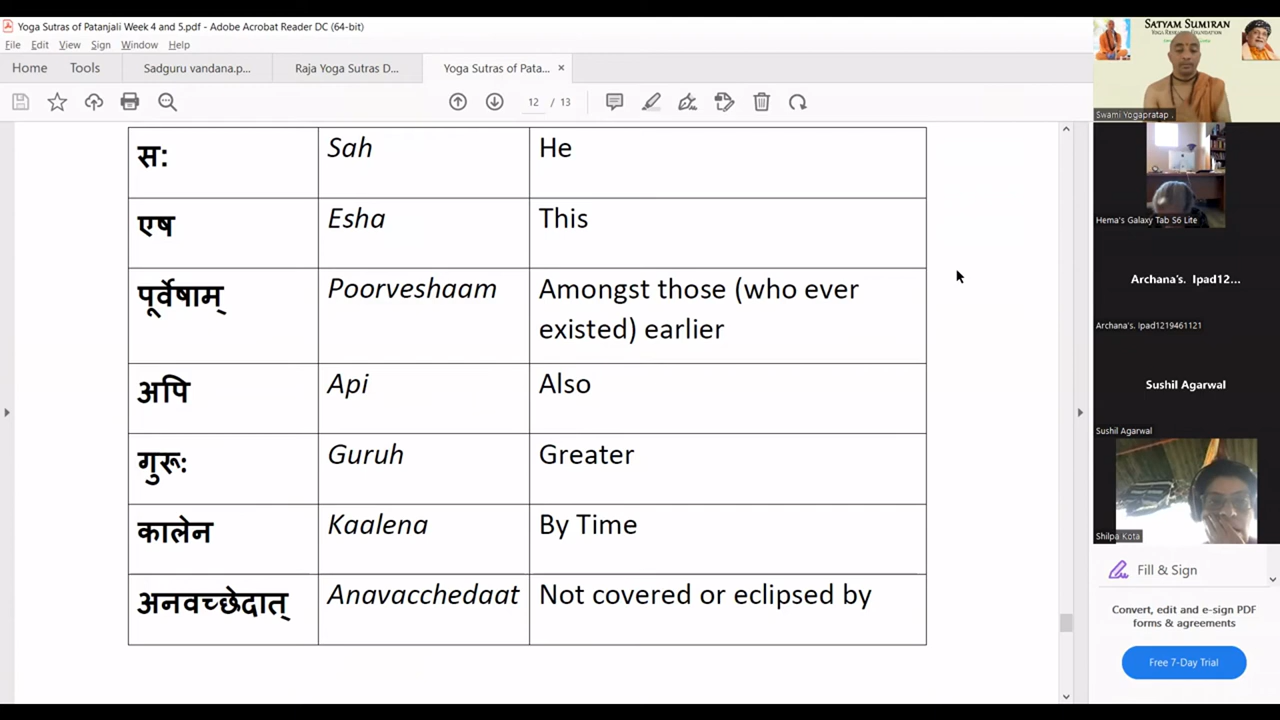 Yoga Sutras of Patanjali Week 4 and 5.pdf - Adobe Acrobat Reader DC (64-bit)
File Edit View Sign Window Help
Home Tools Sadguru vandana.p... Raja Yoga Sutras D... Yoga Sutras of Pata... ×
12 / 13
स: Sah He
एष Esha This
पूर्वेषाम् Poorveshaam Amongst those (who ever
existed) earlier
अपि Api Also
गुरू: Guruh Greater
कालेन Kaalena By Time
अनवच्छेदात् Anavacchedaat Not covered or eclipsed by
SATYAM SUMIRAN
Swami Yogapratap .
Hema's Galaxy Tab S6 Lite
Archana's. Ipad12...
Archana's. Ipad1219461121
Sushil Agarwal
Sushil Agarwal
Shilpa Kota
Fill & Sign
Convert, edit and e-sign PDF
forms & agreements
Free 7-Day Trial